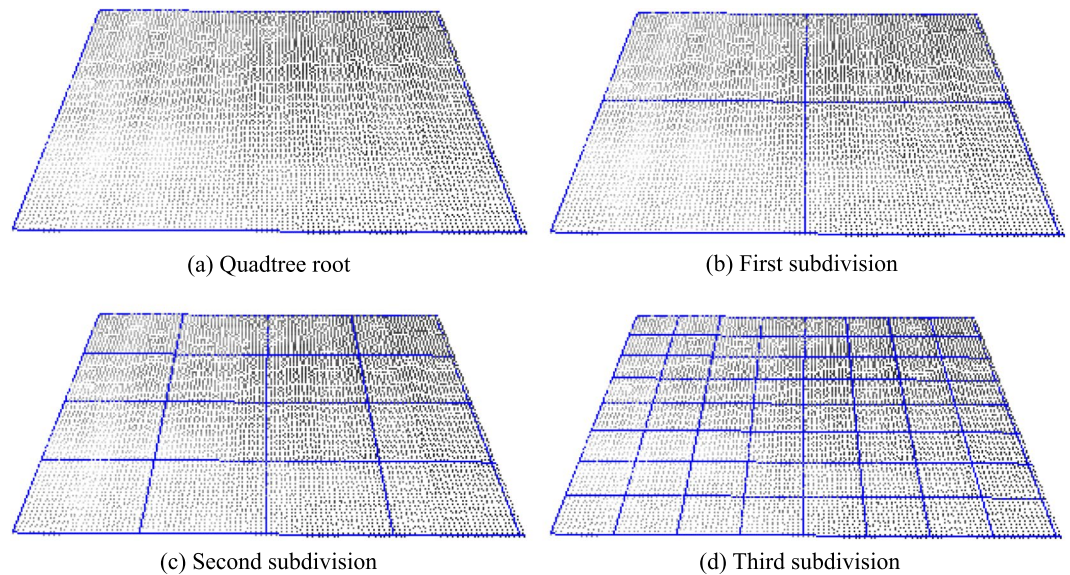 (a) Quadtree root
(b) First subdivision
(c) Second subdivision
(d) Third subdivision